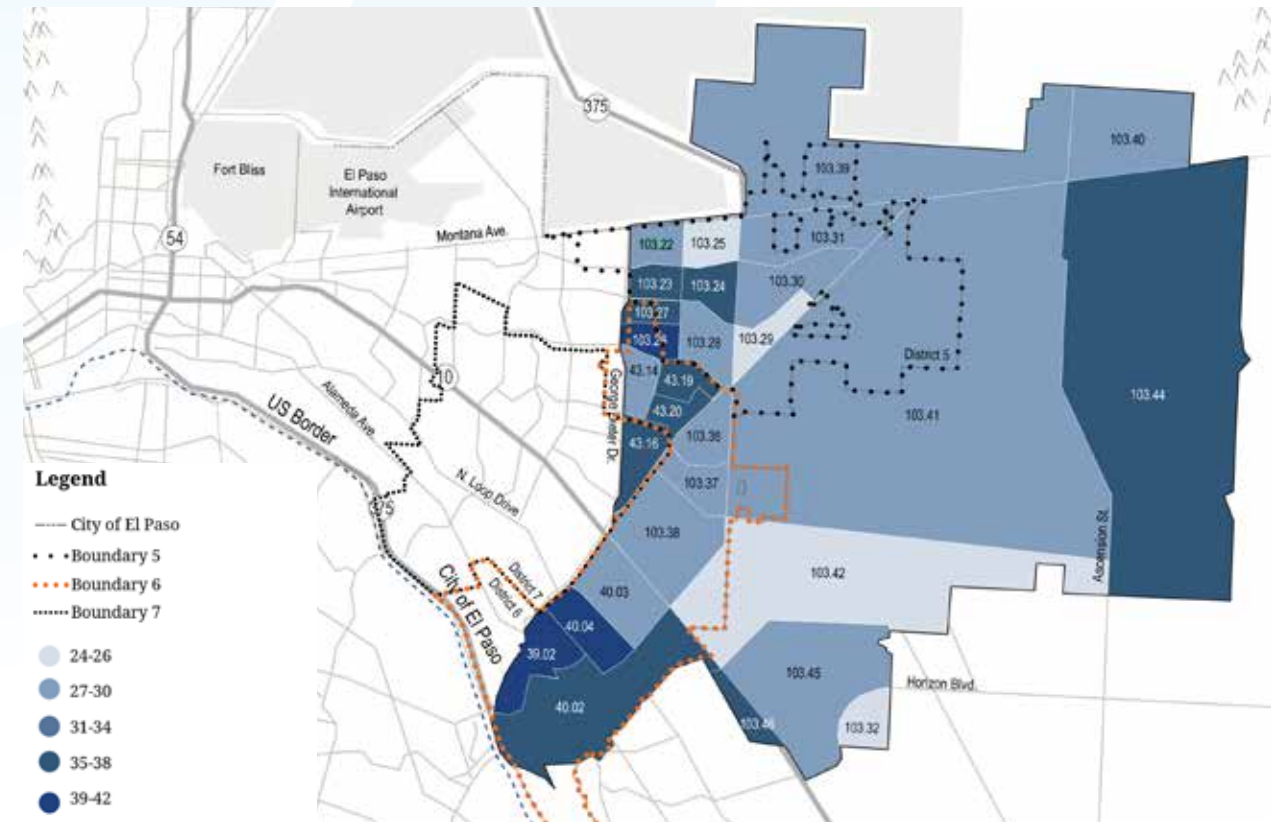 375
103.40
Fort Bliss
103.39
El Paso
International
Airport
54
Montana Ave.
103.22
103.25
103.31
103.23
103.24
103.30
103.27
103.24
103.28
103.29
District 5
43.14
43.19
103.44
10
George Dieter Dr.
43.20
103.41
Alameda Ave.
US Border
43.16
103.36
Legend
N. Loop Drive
103.37
75
City of El Paso
Boundary 5
103.38
Boundary 6
Ascension St.
103.42
District 7
District 6
City of El Paso
40.03
Boundary 7
40.04
24-26
39.02
103.45
27-30
Horizon Blvd.
40.02
31-34
103.46
103.32
35-38
39-42